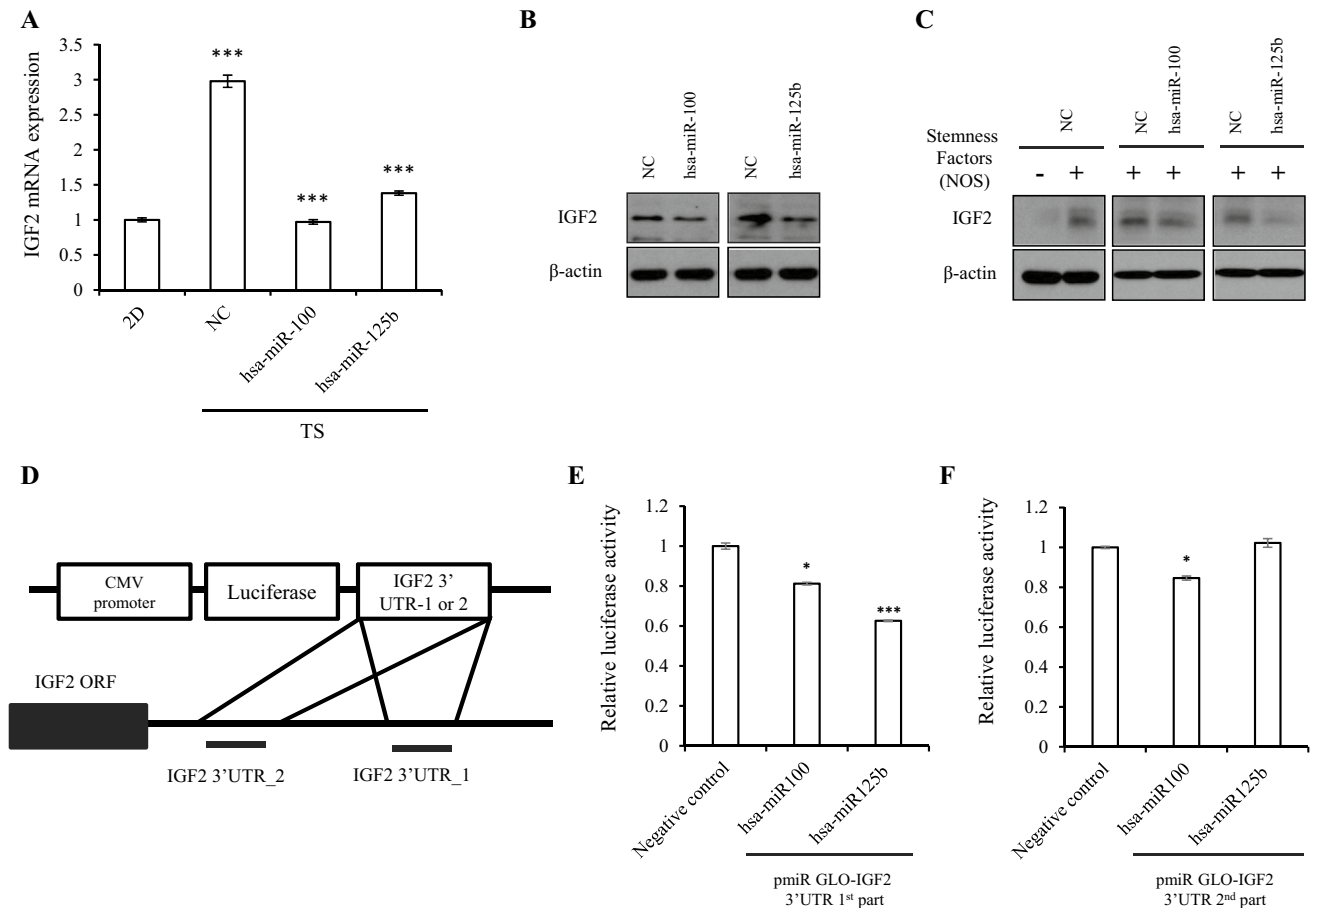 A
IGF2 mRNA expression
3.5
3
2.5
2
1.5
1
0.5
0
***
***
***
2D
NC
hsa-miR-100
hsa-miR-125b
TS
B
NC
hsa-miR-100
NC
hsa-miR-125b
IGF2
β-actin
C
Stemness
Factors
(NOS)
NC
NC
hsa-miR-100
NC
hsa-miR-125b
- + + + + +
IGF2
β-actin
D
CMV
promoter
Luciferase
IGF2 3'
UTR-1 or 2
IGF2 ORF
IGF2 3'UTR_2
IGF2 3'UTR_1
E
Relative luciferase activity
1.2
1
0.8
0.6
0.4
0.2
0
*
***
Negative control
hsa-miR100
hsa-miR125b
pmiR GLO-IGF2
3'UTR 1st part
F
Relative luciferase activity
1.2
1
0.8
0.6
0.4
0.2
0
*
Negative control
hsa-miR100
hsa-miR125b
pmiR GLO-IGF2
3'UTR 2nd part